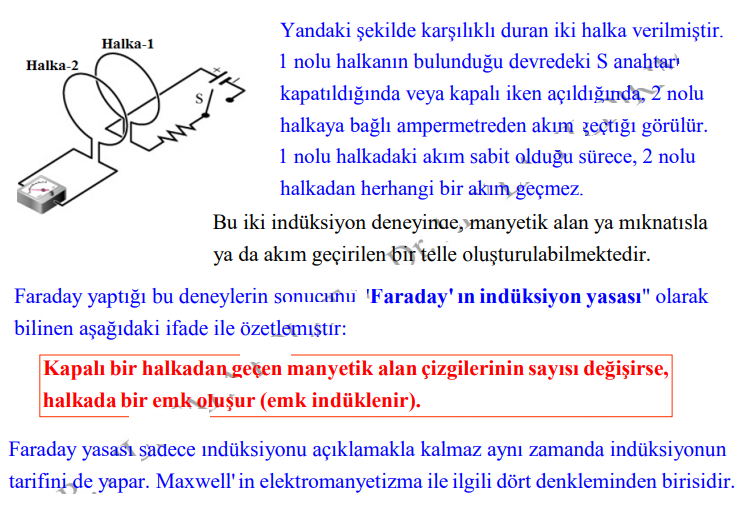 Halka-1
Halka-2
S
Yandaki şekilde karşılıklı duran iki halka verilmiştir.
1 nolu halkanın bulunduğu devredeki S anahtarı
kapatıldığında veya kapalı iken açıldığında, 2 nolu
halkaya bağlı ampermetreden akım geçtiği görülür.
1 nolu halkadaki akım sabit olduğu sürece, 2 nolu
halkadan herhangi bir akım geçmez.
Bu iki indüksiyon deneyinde, manyetik alan ya mıknatısla
ya da akım geçirilen bir telle oluşturulabilmektedir.
Faraday yaptığı bu deneylerin sonucunu "Faraday' ın indüksiyon yasası" olarak
bilinen aşağıdaki ifade ile özetlemıştır:
Kapalı bir halkadan geçen manyetik alan çizgilerinin sayısı değişirse,
halkada bir emk oluşur (emk indüklenir).
Faraday yasası sadece ındüksiyonu açıklamakla kalmaz aynı zamanda indüksiyonun
tarifini de yapar. Maxwell' in elektromanyetizma ile ilgili dört denkleminden birisidir.